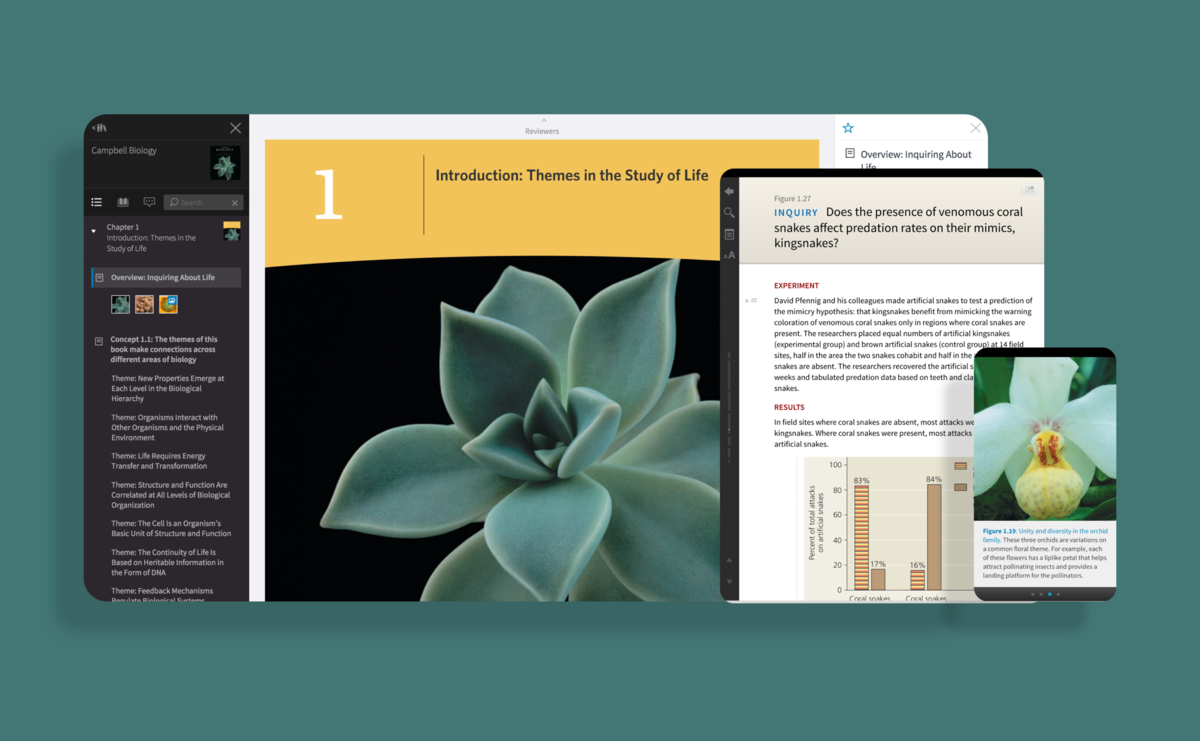 Campbell Biology
Search
Chapter 1
Introduction: Themes in the
Study of Life
Overview: Inquiring About Life
Concept 1.1: The themes of this
book make connections across
different areas of biology
Theme: New Properties Emerge at
Each Level in the Biological
Hierarchy
Theme: Organisms Interact with
Other Organisms and the Physical
Environment
Theme: Life Requires Energy
Transfer and Transformation
Theme: Structure and Function Are
Correlated at All Levels of Biological
Organization
Theme: The Cell Is an Organism's
Basic Unit of Structure and Function
Theme: The Continuity of Life Is
Based on Heritable Information in
the Form of DNA
Theme: Feedback Mechanisms
Regulate Biological Systems
Reviewers
1
Introduction: Themes in the Study of Life
Overview: Inquiring About
Life
AA
Figure 1.27
INQUIRY Does the presence of venomous coral
snakes affect predation rates on their mimics,
kingsnakes?
EXPERIMENT
David Pfennig and his colleagues made artificial snakes to test a prediction of
the mimicry hypothesis: that kingsnakes benefit from mimicking the warning
coloration of venomous coral snakes only in regions where coral snakes are
present. The researchers placed equal numbers of artificial kingsnakes
(experimental group) and brown artificial snakes (control group) at 14 field
sites, half in the area the two snakes cohabit and half in the
snakes are absent. The researchers recovered the artificial s
weeks and tabulated predation data based on teeth and cla
snakes.
RESULTS
In field sites where coral snakes are absent, most attacks we
kingsnakes. Where coral snakes were present, most attacks
artificial snakes.
Percent of total attacks
on artificial snakes
100
80
60
40
20
0
83%
17%
16%
84%
Coral snakes
Coral snakes
Figure 1.19: Unity and diversity in the orchid
family. These three orchids are variations on
a common floral theme. For example, each
of these flowers has a liplike petal that helps
attract pollinating insects and provides a
landing platform for the pollinators.